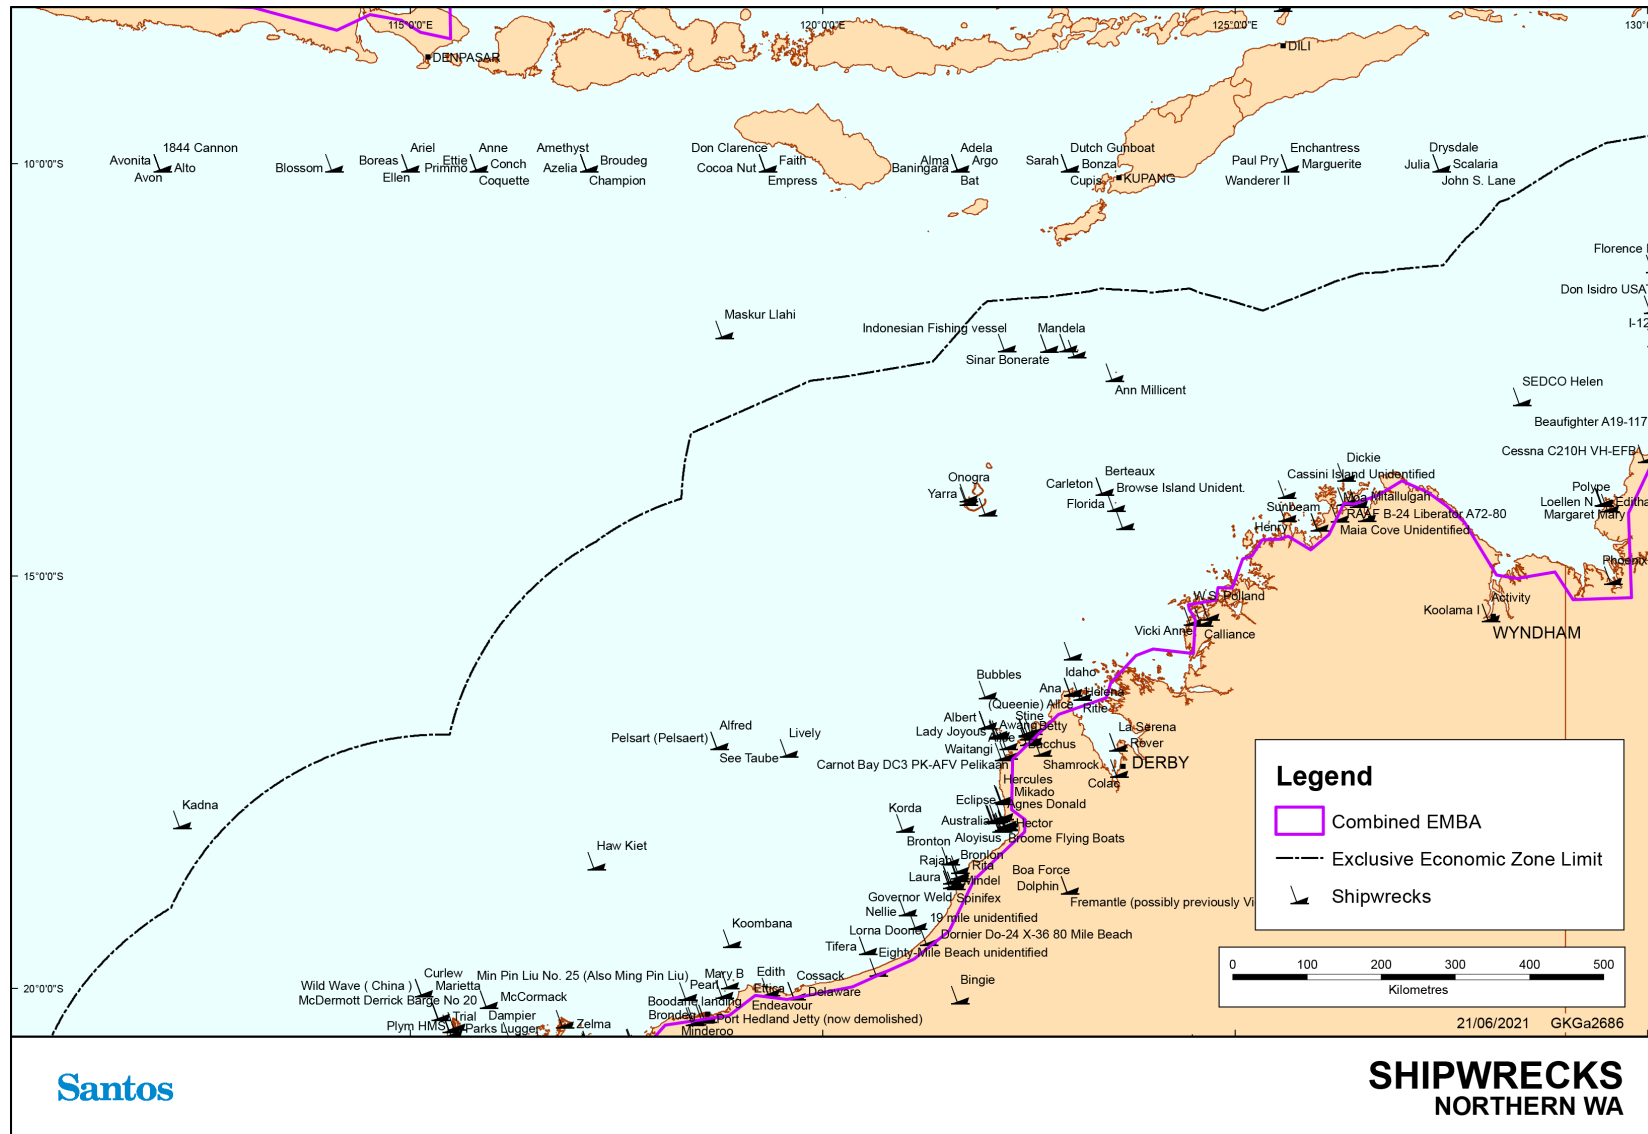 115°0'0"E
120°0'0"E
125°0'0"E
130°0'
DENPASAR
DILI
10°0'0"S
1844 Cannon
Avonita
Alto
Avon
Blossom
Ariel
Boreas
Primmo
Ellen
Anne
Ettie
Conch
Coquette
Amethyst
Azelia
Broudeg
Champion
Don Clarence
Cocoa Nut
Faith
Empress
Adela
Alma
Argo
Baningara
Bat
Dutch Gunboat
Sarah
Bonza
Cupis
KUPANG
Enchantress
Paul Pry
Marguerite
Wanderer II
Drysdale
Julia
Scalaria
John S. Lane
Florence
Don Isidro USA
I-12
Maskur Llahi
Indonesian Fishing vessel
Mandela
Sinar Bonerate
Ann Millicent
SEDCO Helen
Beaufighter A19-117
Cessna C210H VH-EFB
Dickie
Cassini Island Unidentified
Onogra
Yarra
Berteaux
Carleton
Browse Island Unident.
Florida
Moa
Mitallulgah
Sunbeam
RAAF B-24 Liberator A72-80
Henry
Maia Cove Unidentified
Polype
Loellen N
Editha
Margaret Mary
Phoenix
15°0'0"S
W.S. Polland
Vicki Anne
Calliance
Activity
Koolama I
WYNDHAM
Idaho
Bubbles
Ana
Helena
(Queenie) Alice
Ritie
Albert
Stine
Awang
Betty
Lady Joyous
Alice
Bacchus
Waitangi
La Serena
Rover
Carnot Bay DC3 PK-AFV Pelikaan
Shamrock
DERBY
Colac
Alfred
Pelsart (Pelsaert)
Lively
See Taube
Hercules
Mikado
Eclipse
Agnes Donald
Kadna
Korda
Australia
Hector
Aloyisus
Broome Flying Boats
Bronton
Haw Kiet
Bronlon
Rajah
Rita
Laura
Mindel
Boa Force
Dolphin
Governor Weld
Spinifex
Fremantle (possibly previously Vi
Nellie
19 mile unidentified
Koombana
Lorna Doone
Dornier Do-24 X-36 80 Mile Beach
Tifera
Eighty-Mile Beach unidentified
20°0'0"S
Curlew
Min Pin Liu No. 25 (Also Ming Pin Liu)
Mary B
Edith
Cossack
Bingie
Wild Wave ( China )
Marietta
Pearl
Ettica
Delaware
McDermott Derrick Barge No 20
McCormack
Boodarie landing
Endeavour
Trial
Dampier
Brondeg
Port Hedland Jetty (now demolished)
Plym HMS
Parks Lugger
Zelma
Minderoo
Legend
Combined EMBA
Exclusive Economic Zone Limit
Shipwrecks
0 100 200 300 400 500
Kilometres
21/06/2021 GKGa2686
Santos
SHIPWRECKS
NORTHERN WA